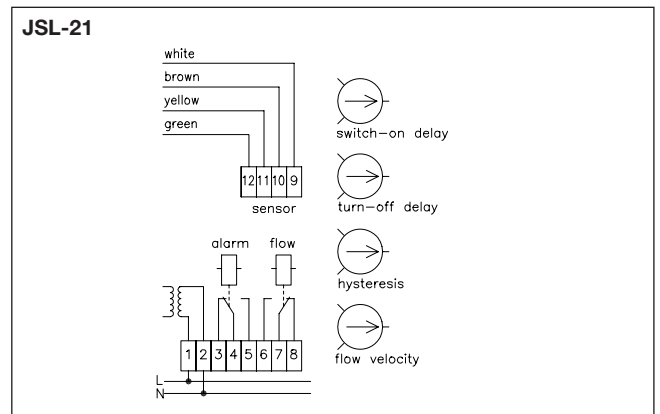 JSL-21
white
brown
yellow
green
12 11 10 9
sensor
switch-on delay
turn-off delay
hysteresis
flow velocity
alarm flow
1 2 3 4 5 6 7 8
L
N